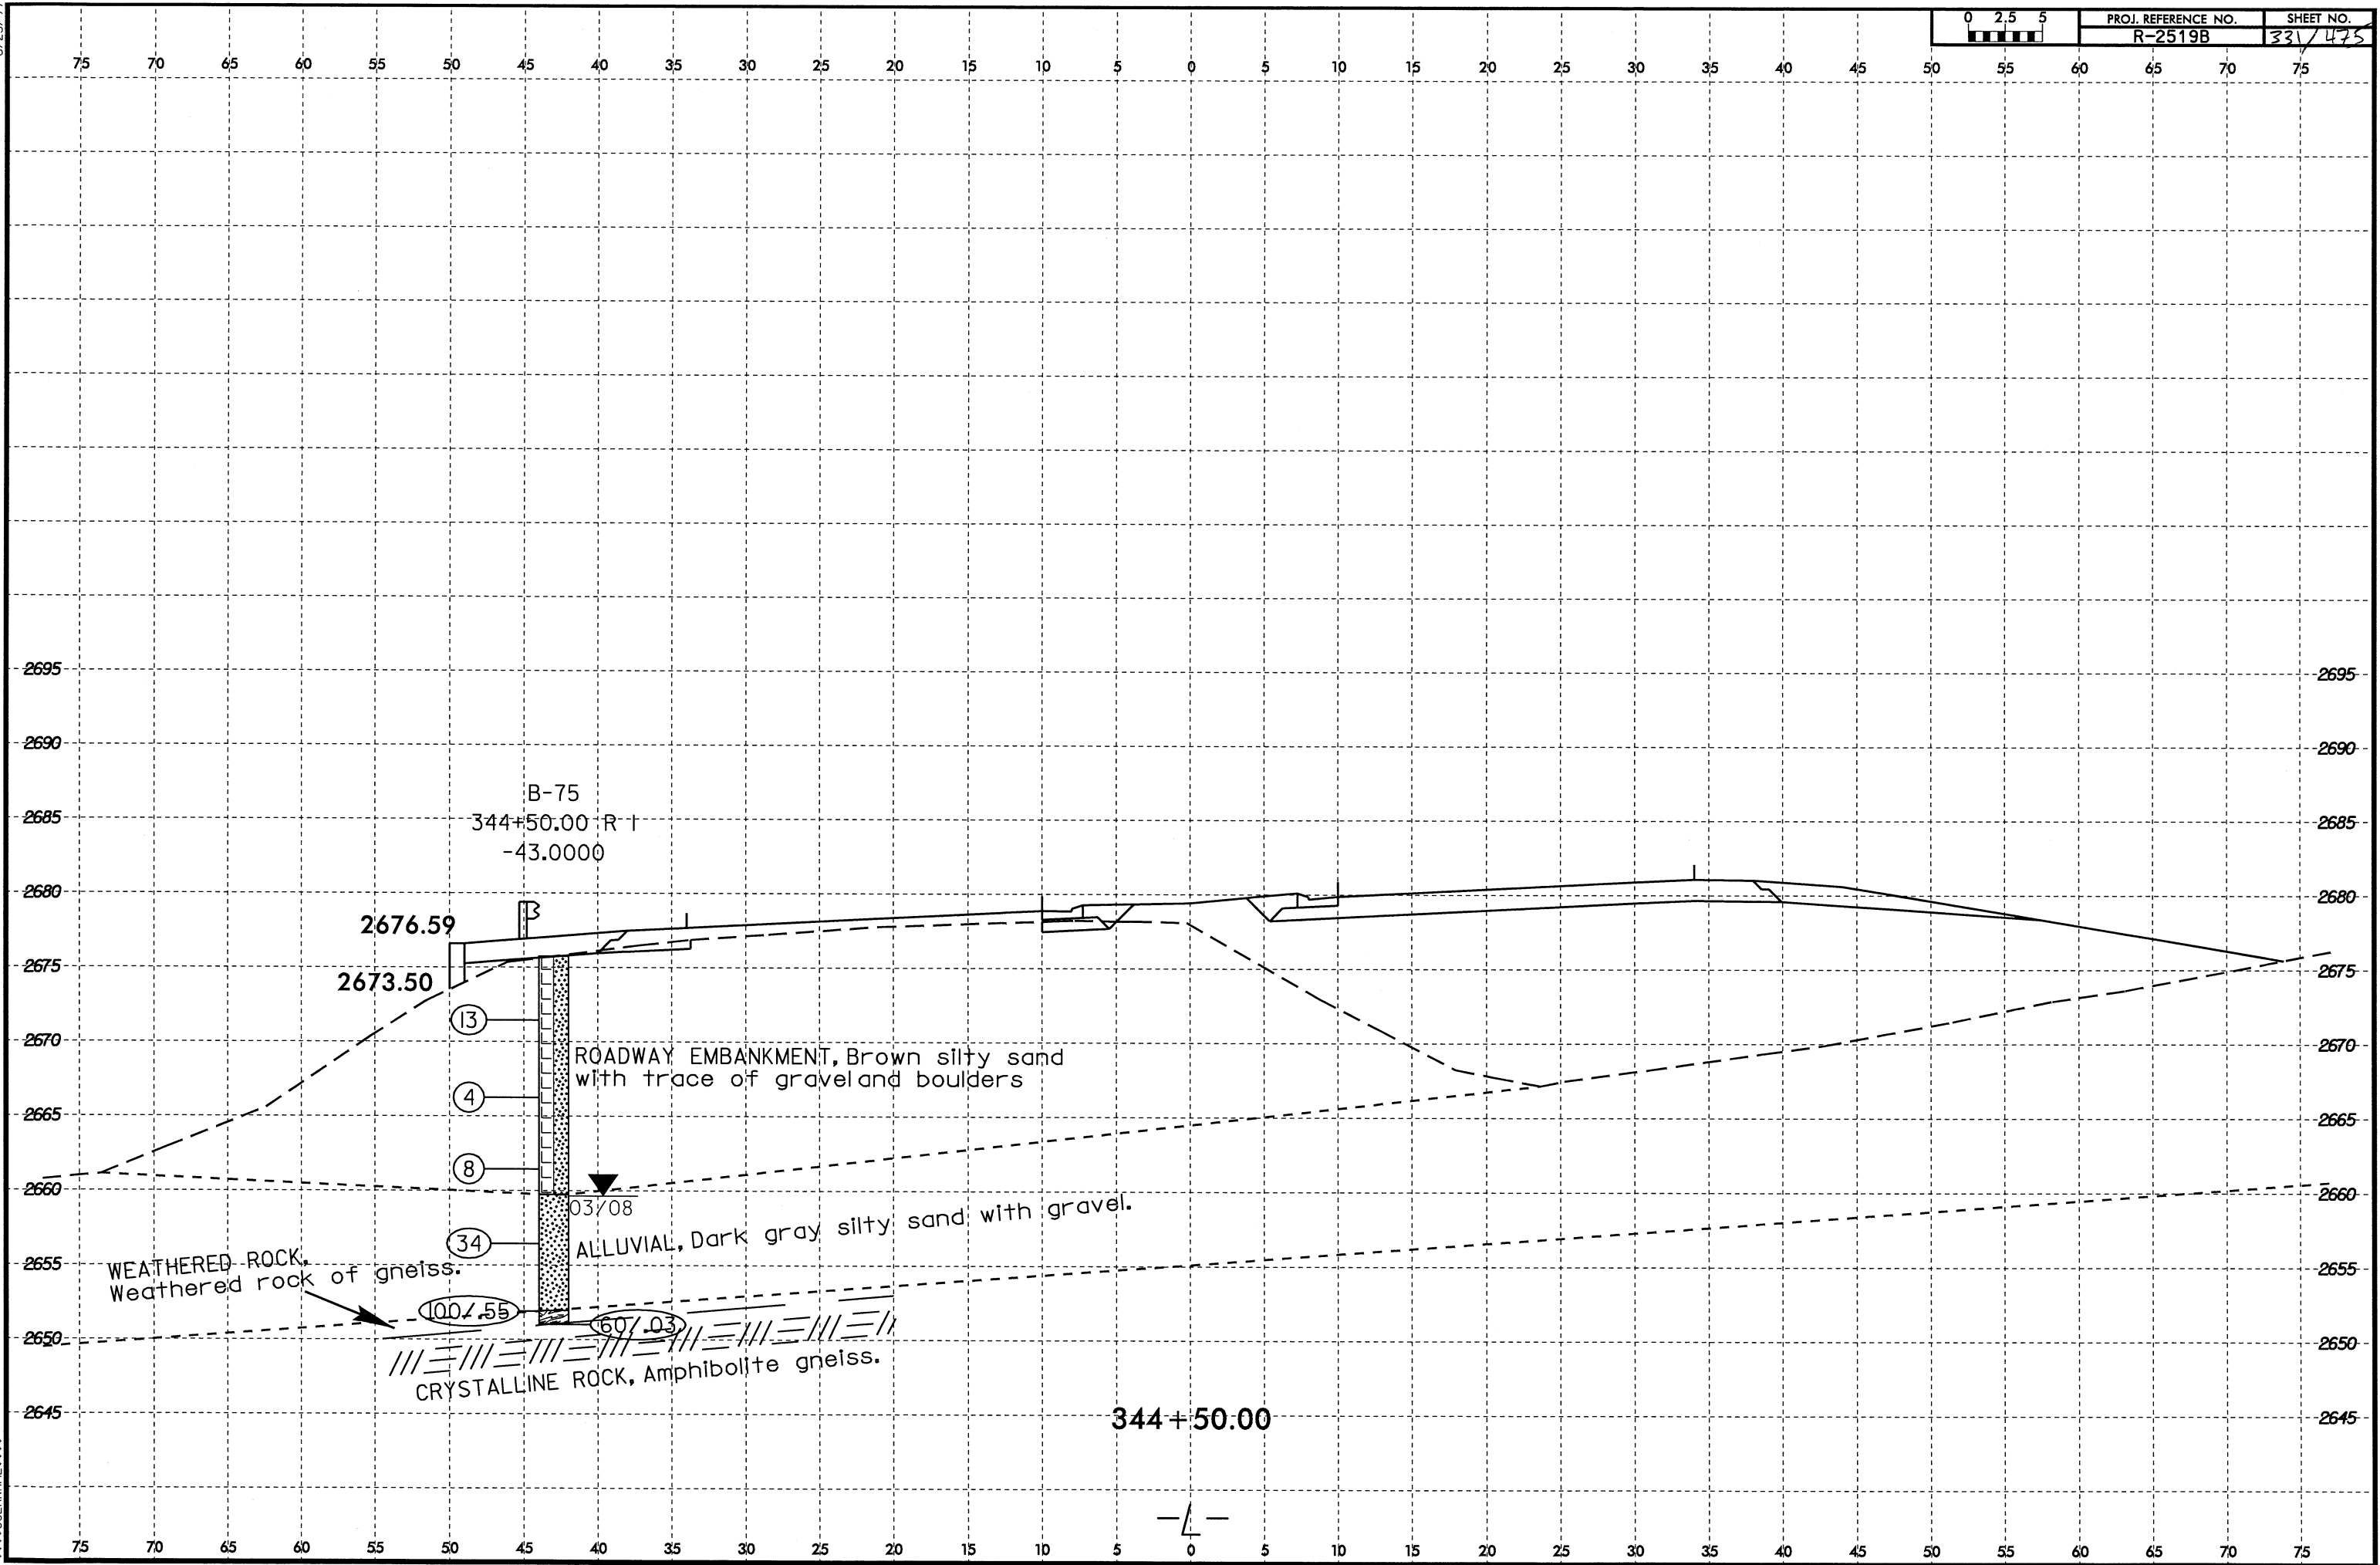 0 2.5 5 PROJ. REFERENCE NO. SHEET NO.
R-2519B 331/475
75 70 65 60 55 50 45 40 35 30 25 20 15 10 5 0 5 10 15 20 25 30 35 40 45 50 55 60 65 70 75
2695 2695
2690 2690
B-75
2685 344+50.00 R I 2685
-43.0000
2680 2680
2676.59
2675 2675
2673.50
13
2670 2670
ROADWAY EMBANKMENT, Brown silty sand
with trace of gravel and boulders
4
2665 2665
8
2660 2660
03/08
34
ALLUVIAL, Dark gray silty sand with gravel.
2655 2655
WEATHERED ROCK,
Weathered rock of gneiss.
100/.55
60/.03
2650 2650
CRYSTALLINE ROCK, Amphibolite gneiss.
2645 2645
344+50.00
-L-
75 70 65 60 55 50 45 40 35 30 25 20 15 10 5 0 5 10 15 20 25 30 35 40 45 50 55 60 65 70 75